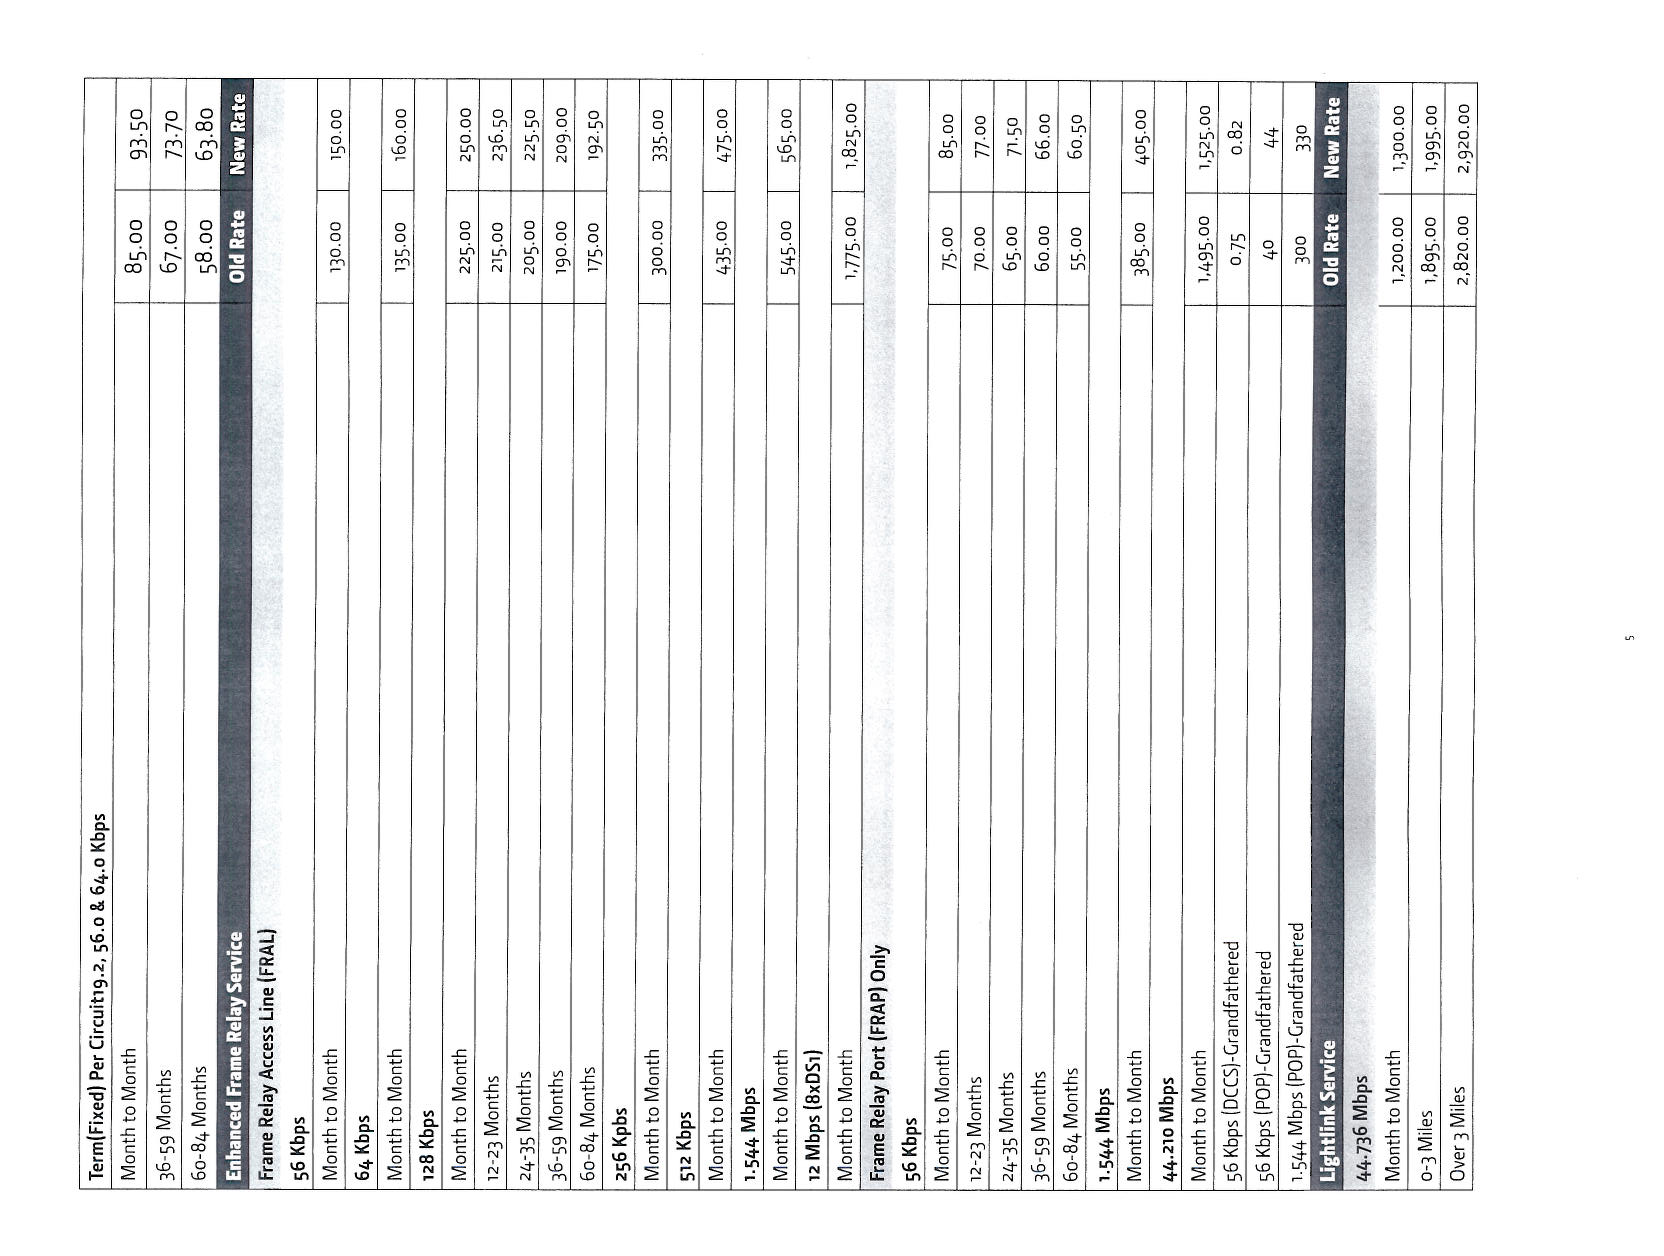 Term(Fixed) Per Circuit19.2, 56.0 & 64.0 Kbps
Month to Month 85.00 93.50
36-59 Months 67.00 73.70
60-84 Months 58.00 63.80
Enhanced Frame Relay Service Old Rate New Rate
Frame Relay Access Line (FRAL)
56 Kbps
Month to Month 130.00 150.00
64 Kbps
Month to Month 135.00 160.00
128 Kbps
Month to Month 225.00 250.00
12-23 Months 215.00 236.50
24-35 Months 205.00 225.50
36-59 Months 190.00 209.00
60-84 Months 175.00 192.50
256 Kpbs
Month to Month 300.00 335.00
512 Kbps
Month to Month 435.00 475.00
1.544 Mbps
Month to Month 545.00 565.00
12 Mbps (8xDS1)
Month to Month 1,775.00 1,825.00
Frame Relay Port (FRAP) Only
56 Kbps
Month to Month 75.00 85.00
12-23 Months 70.00 77.00
24-35 Months 65.00 71.50
36-59 Months 60.00 66.00
60-84 Months 55.00 60.50
1.544 Mbps
Month to Month 385.00 405.00
44.210 Mbps
Month to Month 1,495.00 1,525.00
56 Kbps (DCCS)-Grandfathered 0.75 0.82
56 Kbps (POP)-Grandfathered 40 44
1.544 Mbps (POP)-Grandfathered 300 330
Lightlink Service Old Rate New Rate
44.736 Mbps
Month to Month 1,200.00 1,300.00
0-3 Miles 1,895.00 1,995.00
Over 3 Miles 2,820.00 2,920.00
5